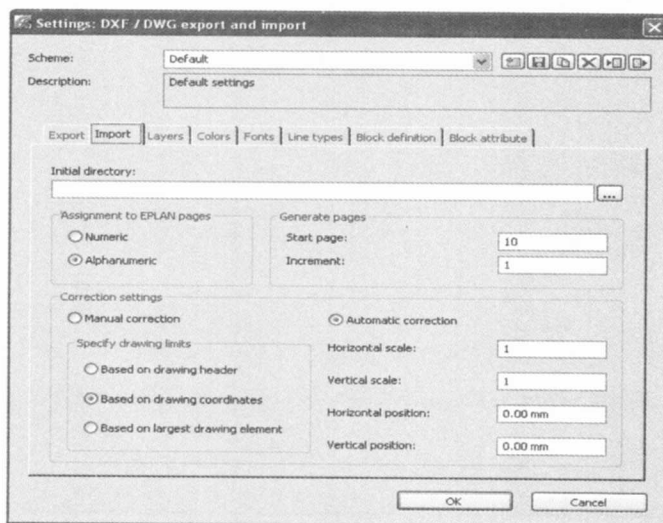 Settings: DXF / DWG export and import
Scheme: Default
Description: Default settings
Export Import Layers Colors Fonts Line types Block definition Block attribute
Initial directory:
...
Assignment to EPLAN pages Generate pages
Numeric Start page: 10
Alphanumeric Increment: 1
Correction settings
Manual correction Automatic correction
Specify drawing limits Horizontal scale: 1
Based on drawing header
Vertical scale: 1
Based on drawing coordinates
Horizontal position: 0.00 mm
Based on largest drawing element
Vertical position: 0.00 mm
OK Cancel